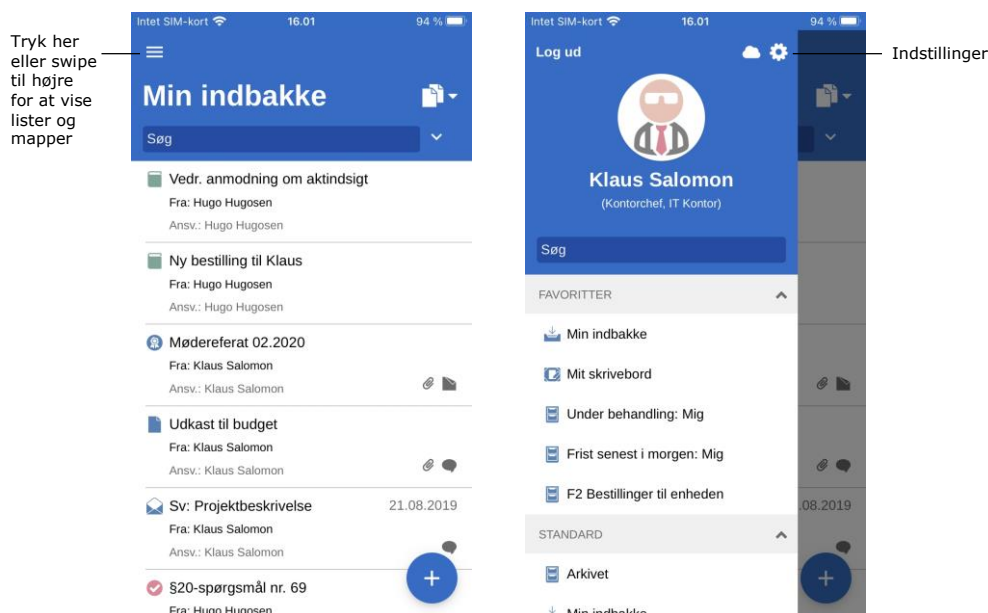 Tryk her
eller swipe
til højre
for at vise
lister og
mapper
Intet SIM-kort 16.01 94 %
Min indbakke
Søg
Vedr. anmodning om aktindsigt
Fra: Hugo Hugosen
Ansv.: Hugo Hugosen
Ny bestilling til Klaus
Fra: Hugo Hugosen
Ansv.: Hugo Hugosen
Mødereferat 02.2020
Fra: Klaus Salomon
Ansv.: Klaus Salomon
Udkast til budget
Fra: Klaus Salomon
Ansv.: Klaus Salomon
Sv: Projektbeskrivelse 21.08.2019
Fra: Klaus Salomon
Ansv.: Klaus Salomon
§20-spørgsmål nr. 69
Fra: Hugo Hugosen
Intet SIM-kort 16.01 94 %
Log ud
Indstillinger
Klaus Salomon
(Kontorchef, IT Kontor)
Søg
FAVORITTER
Min indbakke
Mit skrivebord
Under behandling: Mig
Frist senest i morgen: Mig
F2 Bestillinger til enheden
.08.2019
STANDARD
Arkivet
Min indbakke